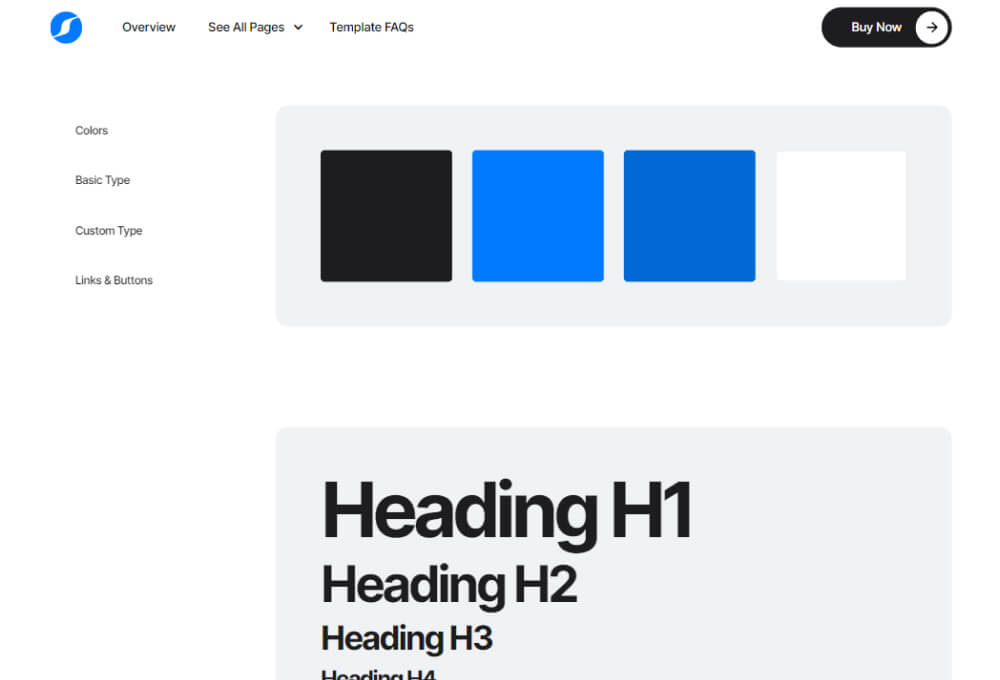 Overview
See All Pages
Template FAQs
Buy Now
Colors
Basic Type
Custom Type
Links & Buttons
Heading H1
Heading H2
Heading H3
Heading H4